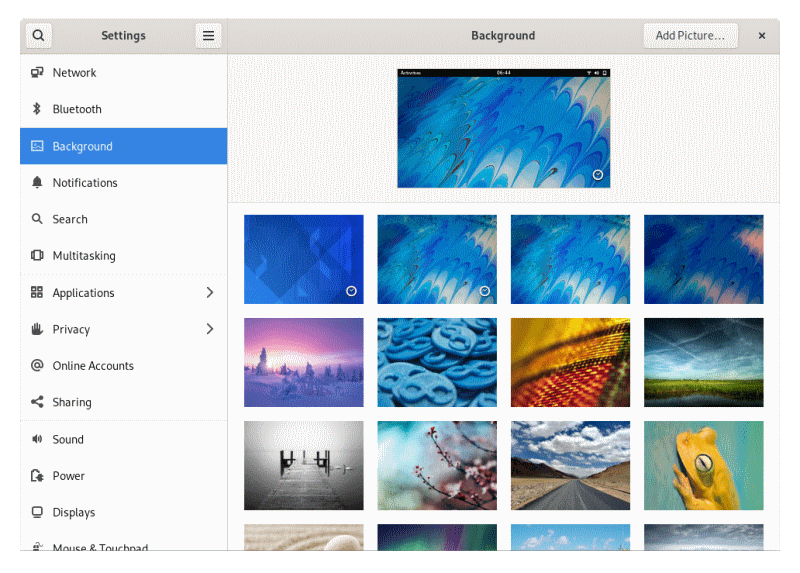 Settings
Background
Add Picture...
Network
Activities
06:44
Bluetooth
Background
Notifications
Search
Multitasking
Applications
Privacy
Online Accounts
Sharing
Sound
Power
Displays
Mouse & Touchpad